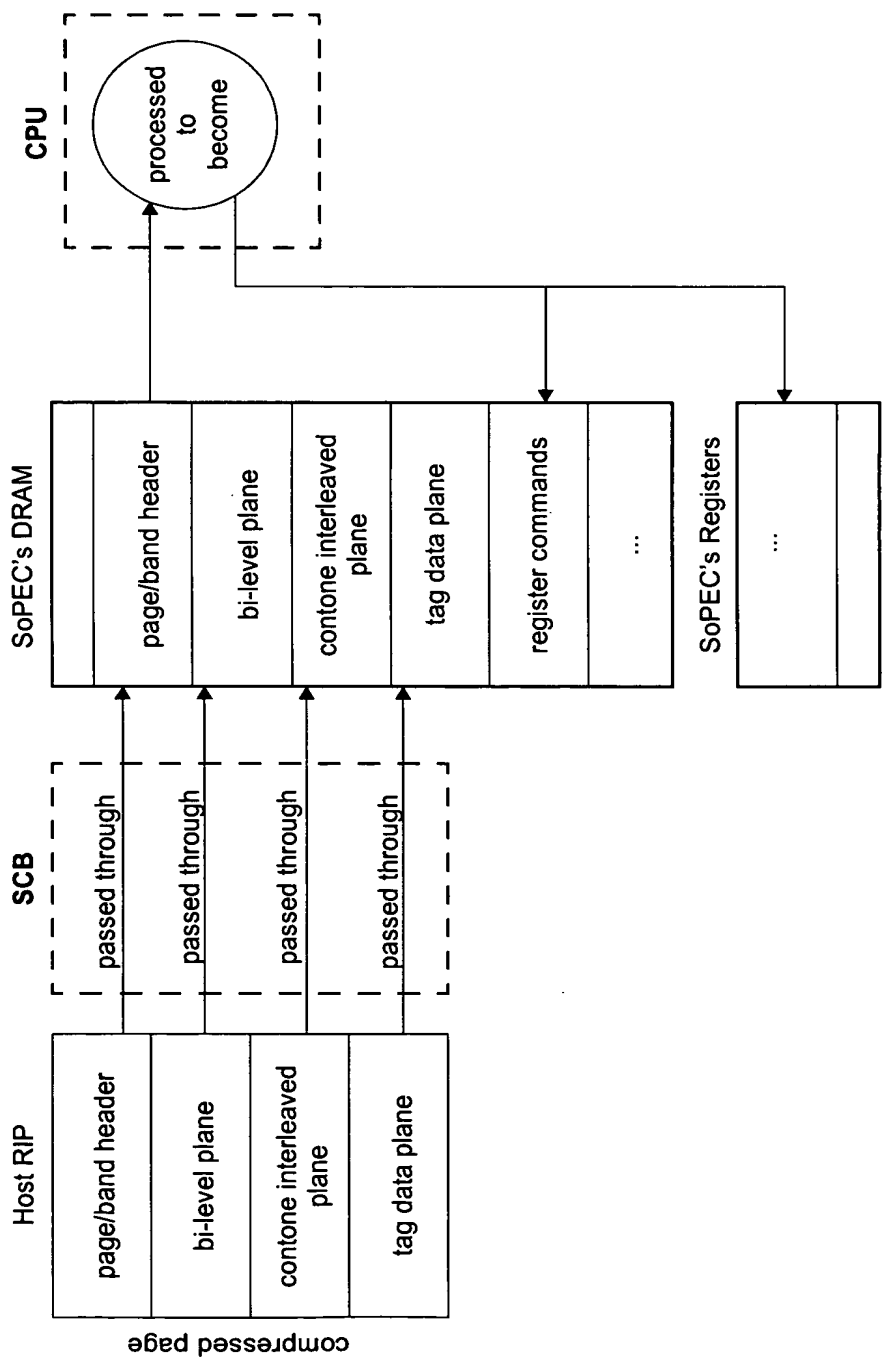 Host RIP
compressed page
page/band header
bi-level plane
contone interleaved
plane
tag data plane
SCB
passed through
passed through
passed through
passed through
SoPEC's DRAM
page/band header
bi-level plane
contone interleaved
plane
tag data plane
register commands
...
SoPEC's Registers
...
CPU
processed
to
become